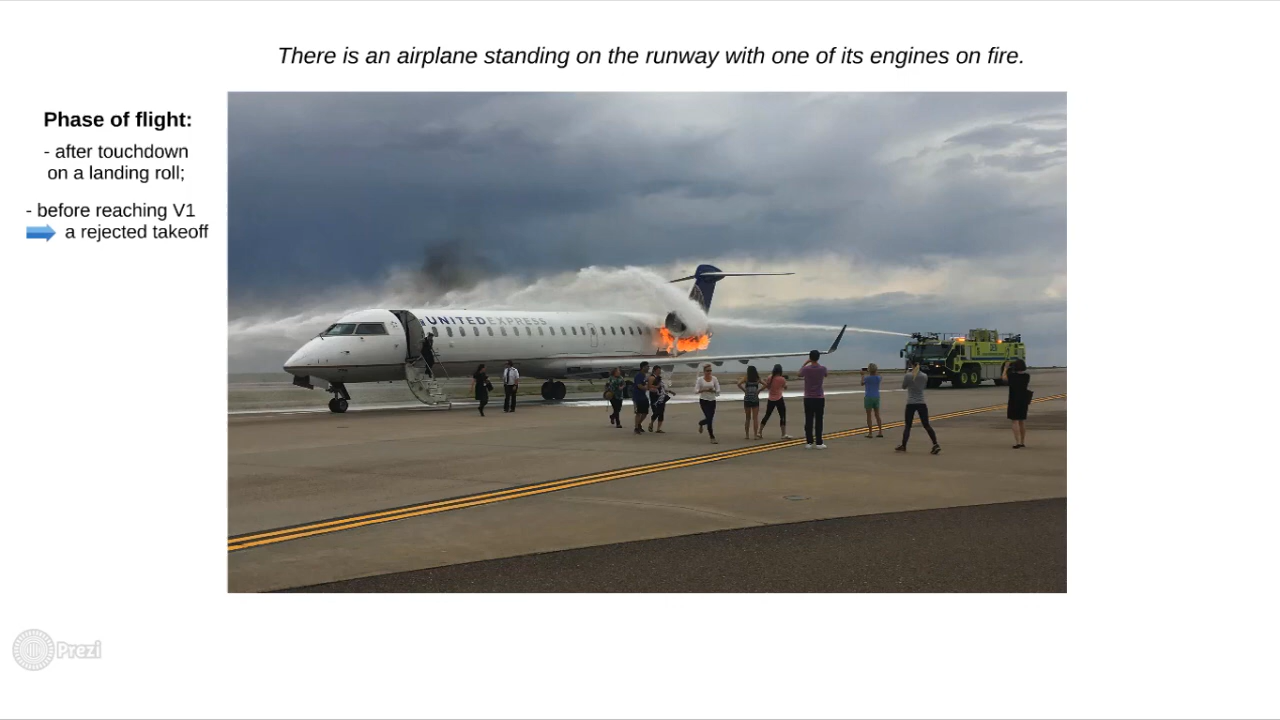 There is an airplane standing on the runway with one of its engines on fire.
Phase of flight:
- after touchdown
on a landing roll;
- before reaching V1
a rejected takeoff
UNITED EXPRESS
Prezi